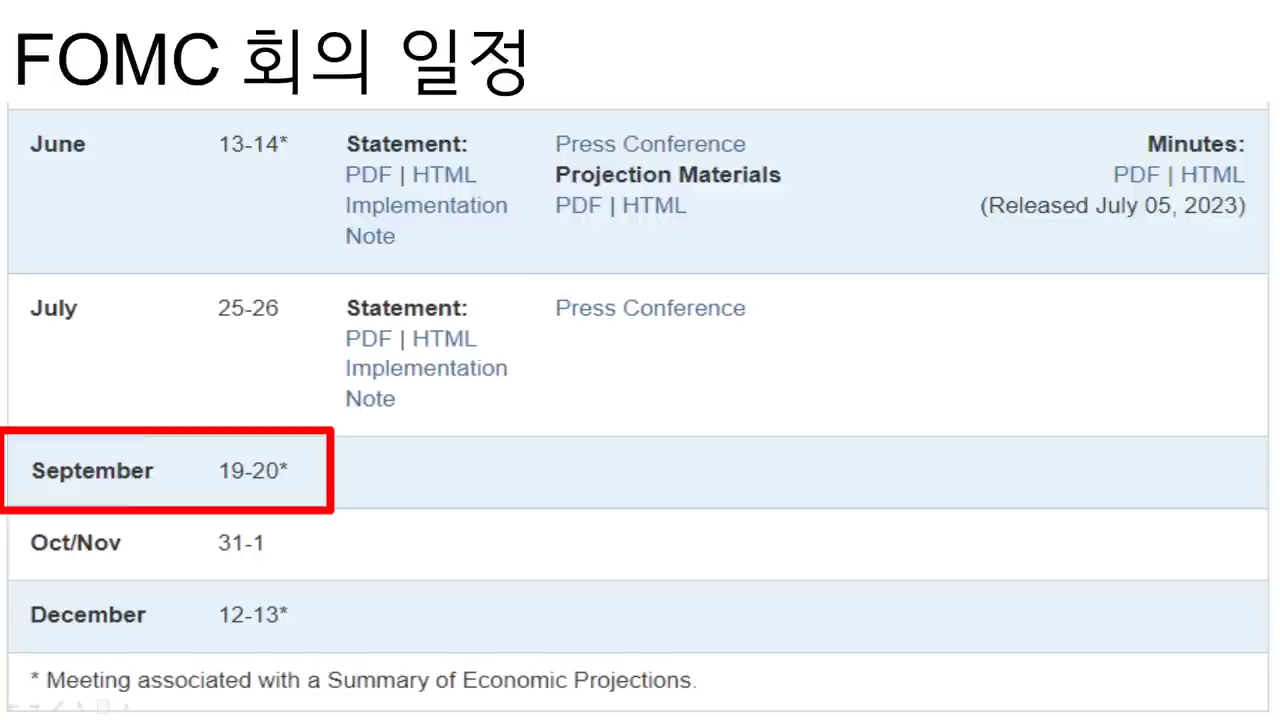 FOMC 회의 일정
June 13-14* Statement: Press Conference Minutes:
PDF | HTML Projection Materials PDF | HTML
Implementation PDF | HTML (Released July 05, 2023)
Note
July 25-26 Statement: Press Conference
PDF | HTML
Implementation
Note
September 19-20*
Oct/Nov 31-1
December 12-13*
* Meeting associated with a Summary of Economic Projections.